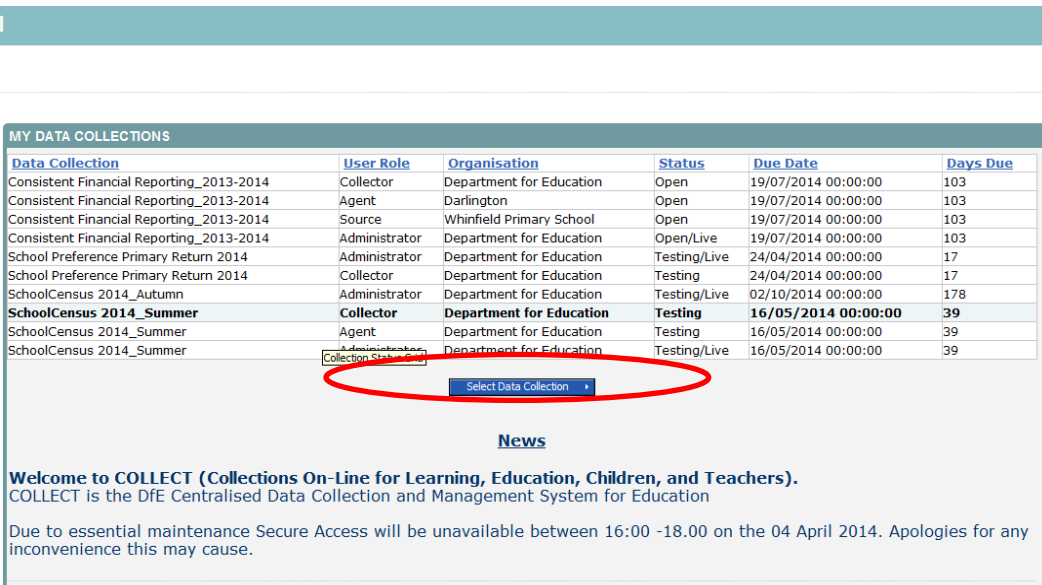 MY DATA COLLECTIONS
Data Collection User Role Organisation Status Due Date Days Due
Consistent Financial Reporting_2013-2014 Collector Department for Education Open 19/07/2014 00:00:00 103
Consistent Financial Reporting_2013-2014 Agent Darlington Open 19/07/2014 00:00:00 103
Consistent Financial Reporting_2013-2014 Source Whinfield Primary School Open 19/07/2014 00:00:00 103
Consistent Financial Reporting_2013-2014 Administrator Department for Education Open/Live 19/07/2014 00:00:00 103
School Preference Primary Return 2014 Administrator Department for Education Testing/Live 24/04/2014 00:00:00 17
School Preference Primary Return 2014 Collector Department for Education Testing 24/04/2014 00:00:00 17
SchoolCensus 2014_Autumn Administrator Department for Education Testing/Live 02/10/2014 00:00:00 178
SchoolCensus 2014_Summer Collector Department for Education Testing 16/05/2014 00:00:00 39
SchoolCensus 2014_Summer Agent Department for Education Testing 16/05/2014 00:00:00 39
SchoolCensus 2014_Summer Administrator Department for Education Testing/Live 16/05/2014 00:00:00 39
Collection Status Grid
Select Data Collection
News
Welcome to COLLECT (Collections On-Line for Learning, Education, Children, and Teachers).
COLLECT is the DfE Centralised Data Collection and Management System for Education
Due to essential maintenance Secure Access will be unavailable between 16:00 -18.00 on the 04 April 2014. Apologies for any
inconvenience this may cause.